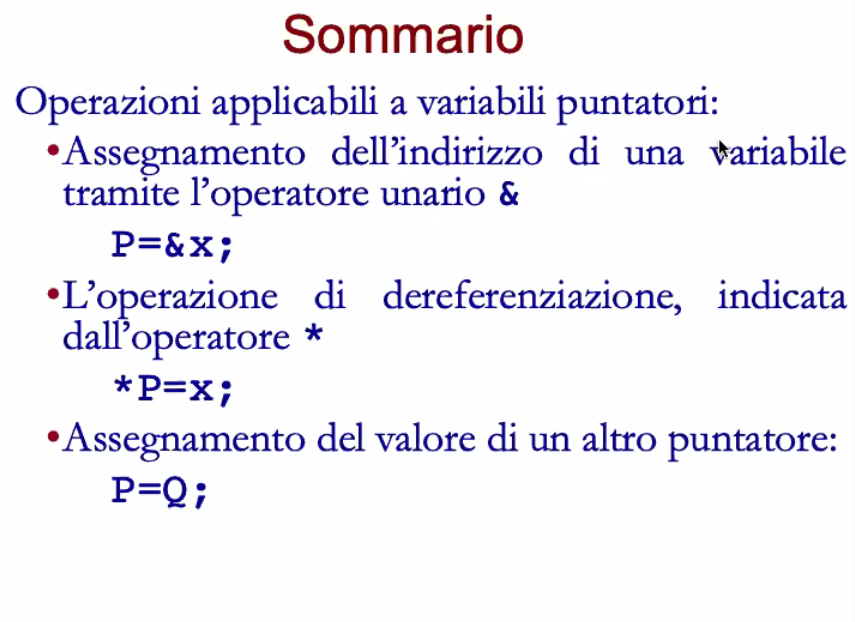 Sommario
Operazioni applicabili a variabili puntatori:
•Assegnamento dell’indirizzo di una variabile
tramite l’operatore unario &
P=&x;
•L’operazione di dereferenziazione, indicata
dall’operatore *
*P=x;
•Assegnamento del valore di un altro puntatore:
P=Q;